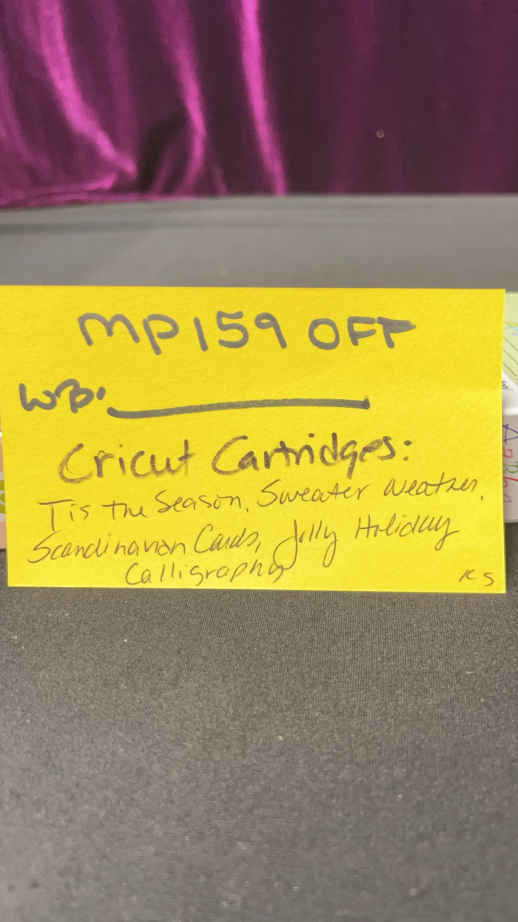 MP159 OFF
WB:
Cricut Cartridges:
Tis the Season, Sweater Weather,
Scandinavian Cards, Jolly Holiday
Calligraphy
KS